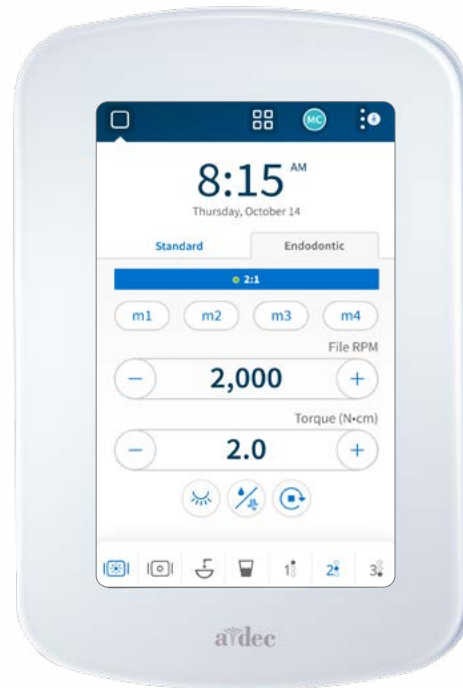 MC
8:15 AM
Thursday, October 14
Standard Endodontic
2:1
m1 m2 m3 m4
File RPM
− 2,000 +
Torque (N•cm)
− 2.0 +
1 2 3
a-dec